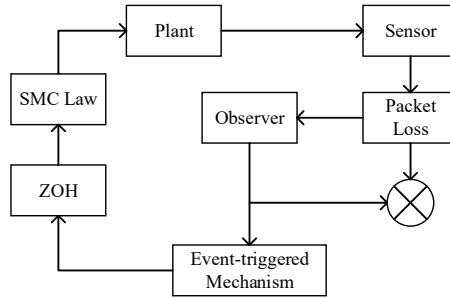 Plant
Sensor
SMC Law
Observer
Packet
Loss
ZOH
Event-triggered
Mechanism